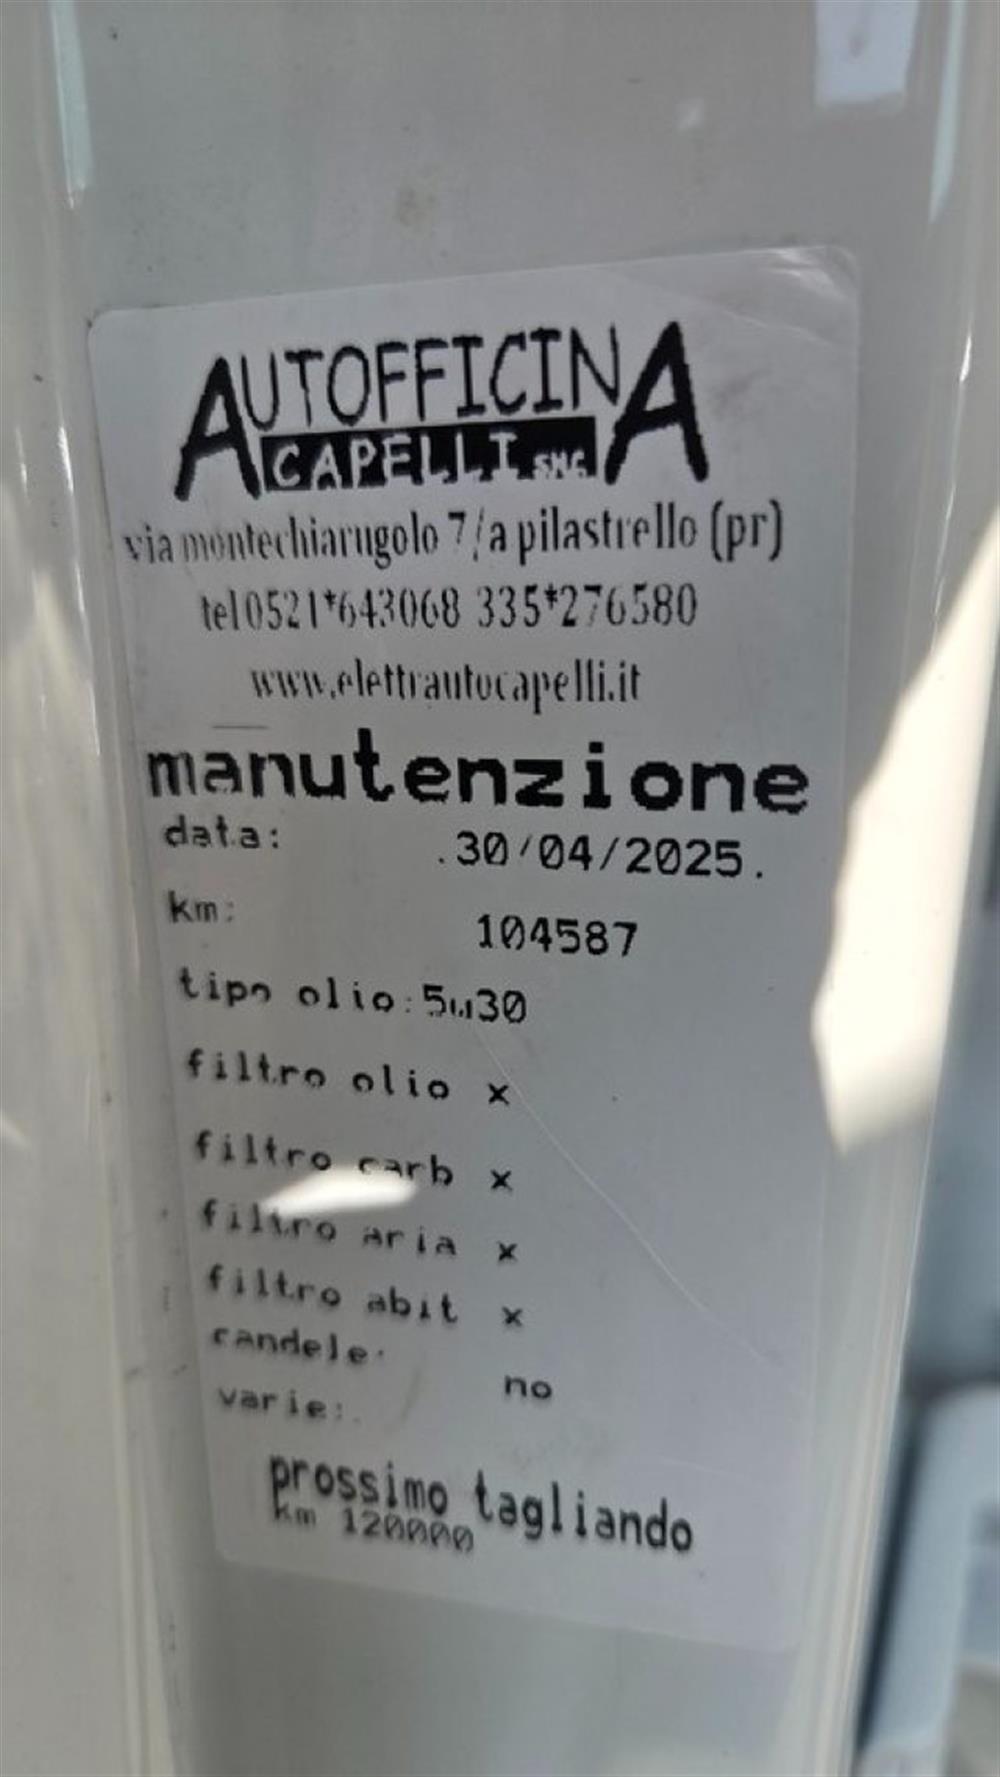 AUTOFFICINA
CAPELLI snc
via montechiarugolo 7/a pilastrello (pr)
tel 0521*643068 335*276580
www.elettrautocapelli.it
manutenzione
data: .30/04/2025.
km: 104587
tipo olio:5w30
filtro olio x
filtro carb x
filtro aria x
filtro abit x
candele:
no
varie:.
prossimo tagliando
km 120000